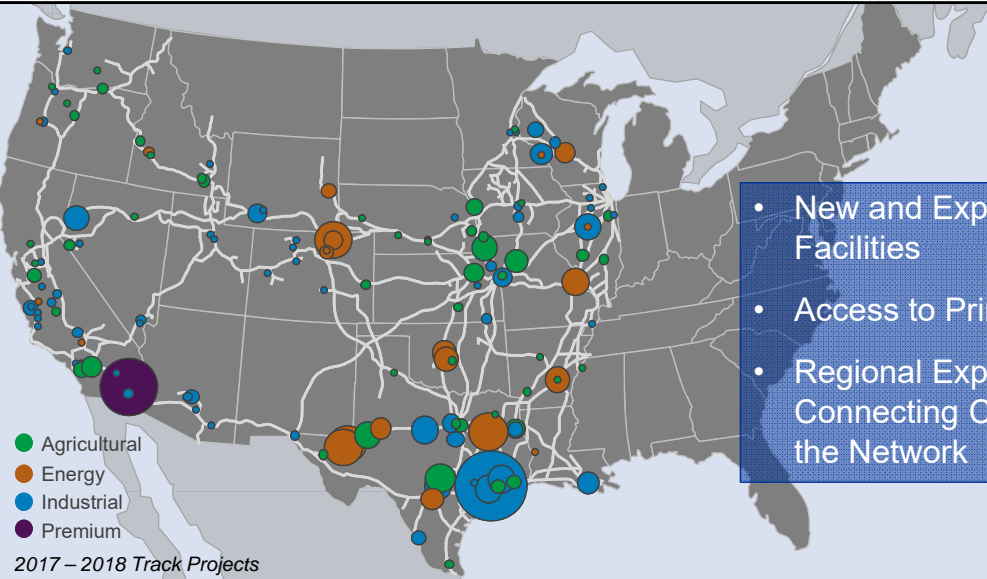 • New and Exp
Facilities
• Access to Pri
• Regional Exp
Connecting C
the Network
Agricultural
Energy
Industrial
Premium
2017 – 2018 Track Projects